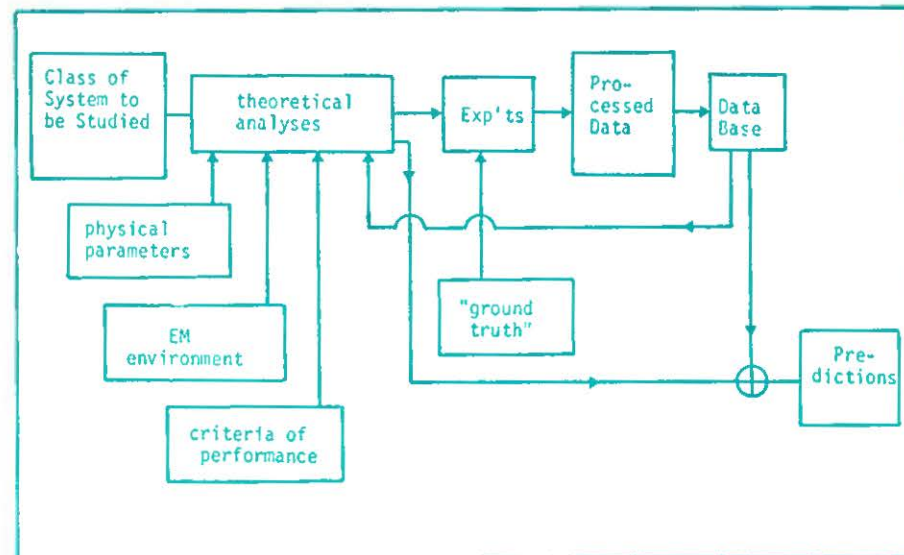 Class of
System to
be Studied
theoretical
analyses
Exp'ts
Pro-
cessed
Data
Data
Base
physical
parameters
"ground
truth"
EM
environment
Pre-
dictions
criteria of
performance